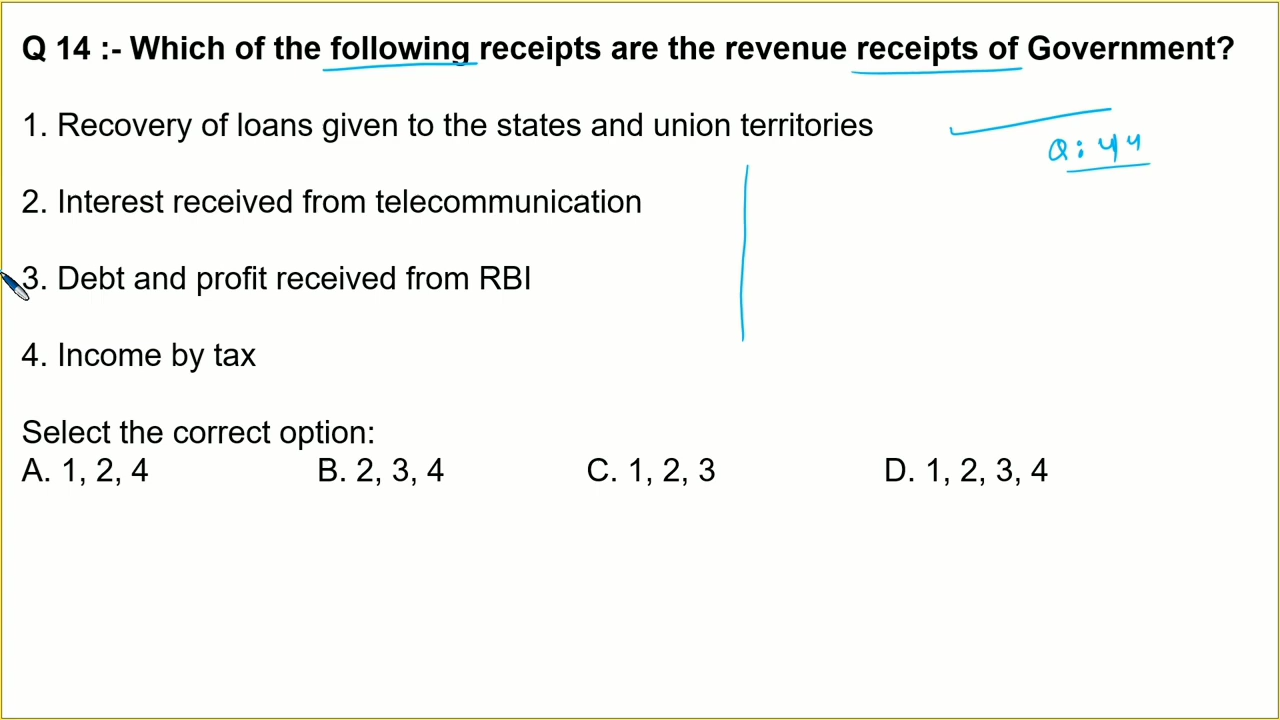 Q 14 :- Which of the following receipts are the revenue receipts of Government?
1. Recovery of loans given to the states and union territories
Q: 44
2. Interest received from telecommunication
3. Debt and profit received from RBI
4. Income by tax
Select the correct option:
A. 1, 2, 4 B. 2, 3, 4 C. 1, 2, 3 D. 1, 2, 3, 4